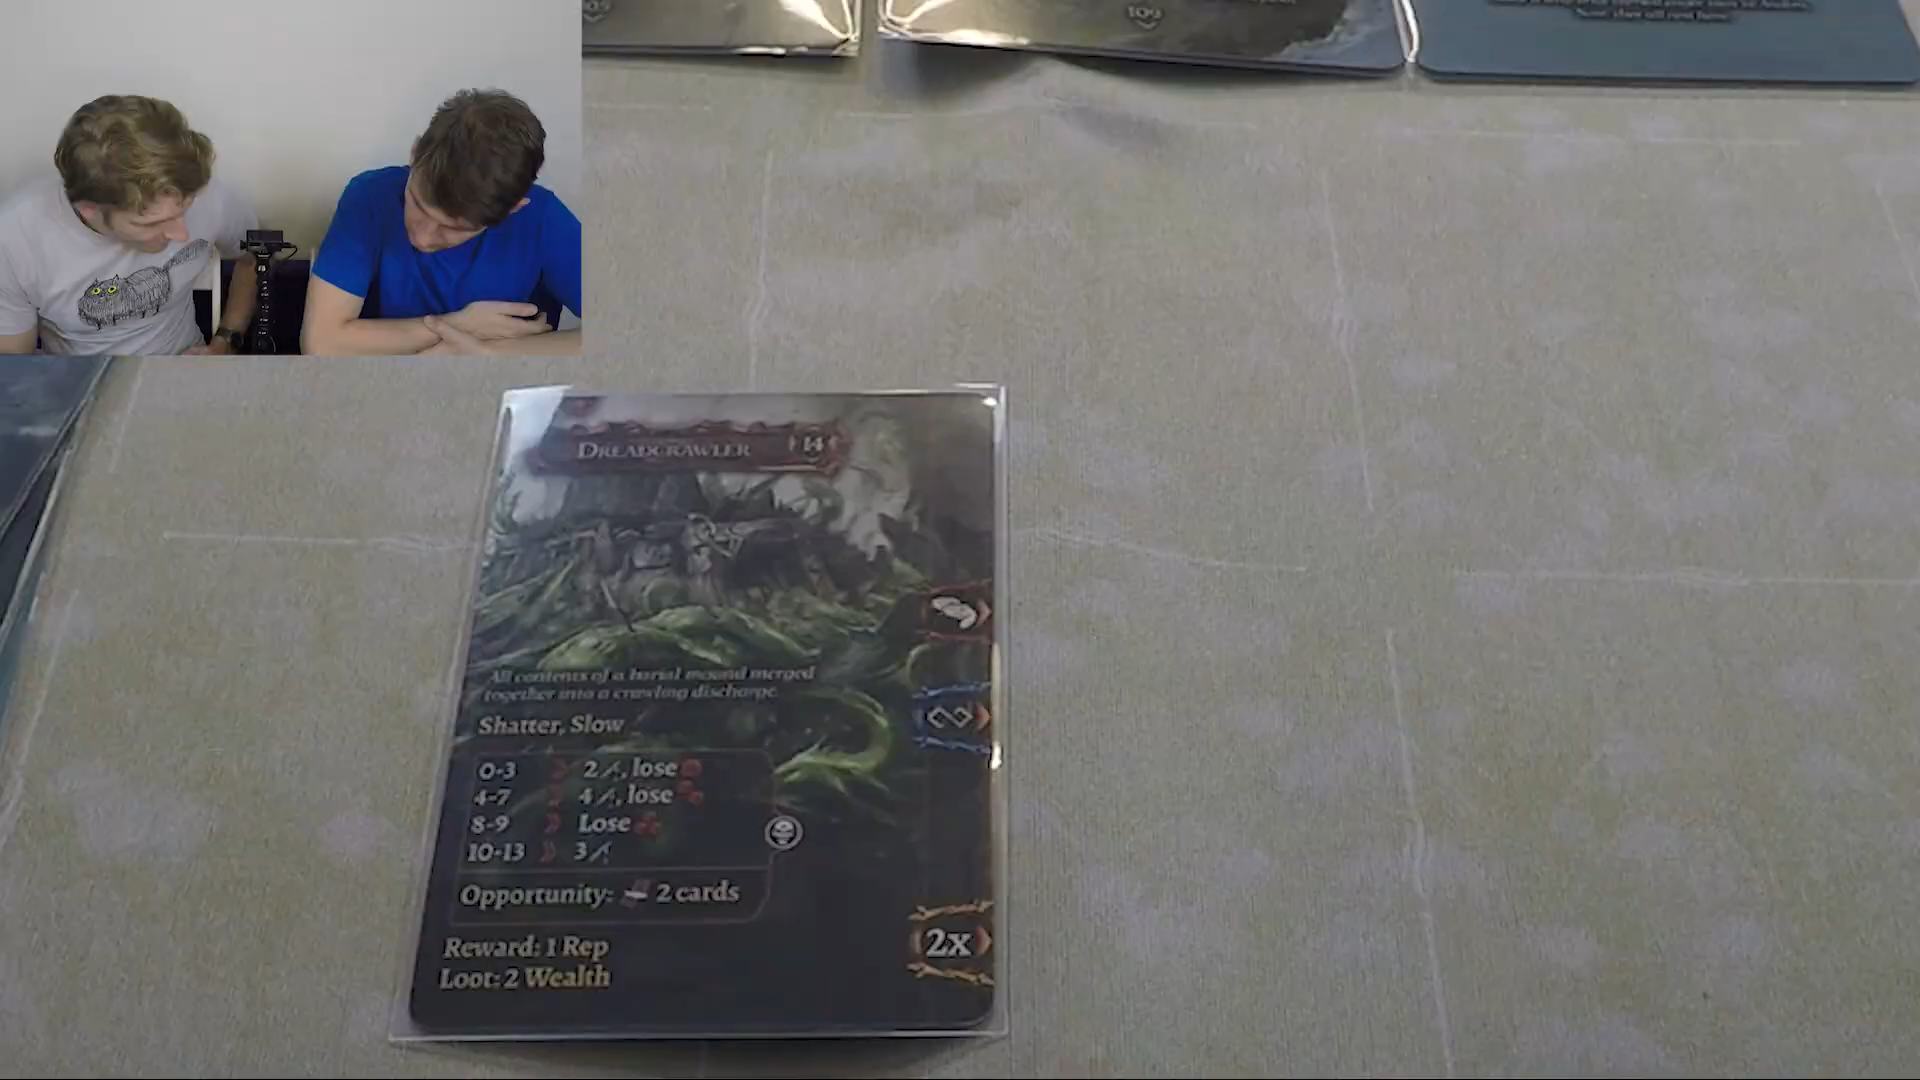 109
DREADCRAWLER 14
All contents of a burial mound merged
together into a crawling discharge.
Shatter, Slow
0-3 2, lose
4-7 4, lose
8-9 Lose
10-13 3
Opportunity: 2 cards
Reward: 1 Rep
Loot: 2 Wealth
2x